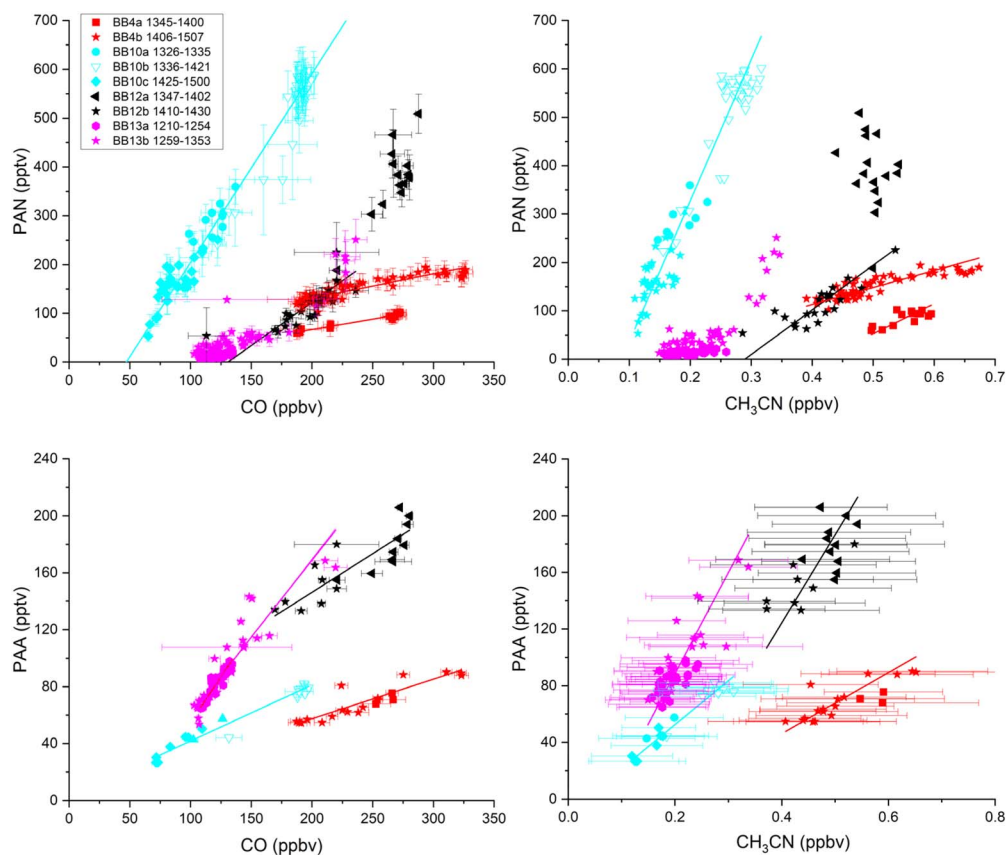 700
600
500
400
300
200
100
0
PAN (pptv)
BB4a 1345-1400
BB4b 1406-1507
BB10a 1326-1335
BB10b 1336-1421
BB10c 1425-1500
BB12a 1347-1402
BB12b 1410-1430
BB13a 1210-1254
BB13b 1259-1353
0 50 100 150 200 250 300 350
CO (ppbv)
700
600
500
400
300
200
100
0
PAN (pptv)
0.0 0.1 0.2 0.3 0.4 0.5 0.6 0.7
CH₃CN (ppbv)
240
200
160
120
80
40
0
PAA (pptv)
0 50 100 150 200 250 300 350
CO (ppbv)
240
200
160
120
80
40
0
PAA (pptv)
0.0 0.2 0.4 0.6 0.8
CH₃CN (ppbv)